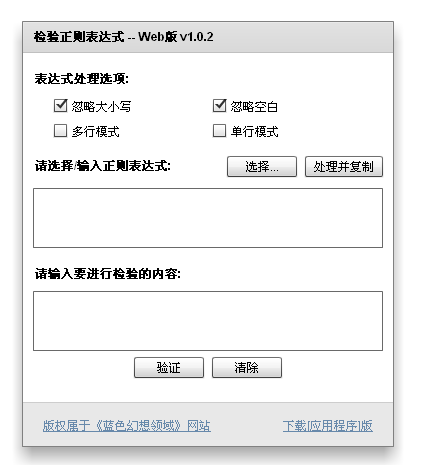 检验正则表达式 -- Web版 v1.0.2
表达式处理选项:
忽略大小写 忽略空白
多行模式 单行模式
请选择/输入正则表达式: 选择... 处理并复制
请输入要进行检验的内容:
验证 清除
版权属于《蓝色幻想领域》网站 下载[应用程序]版